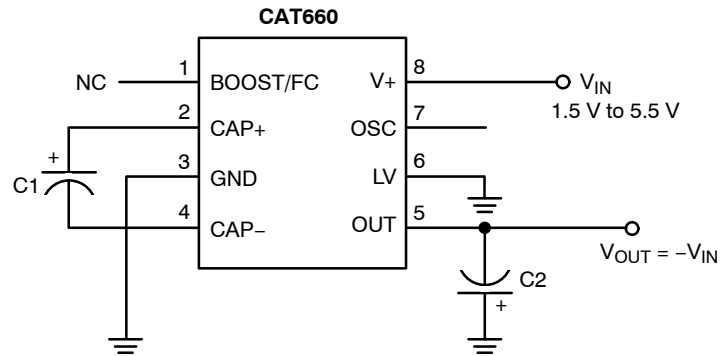 CAT660
NC
1
BOOST/FC
V+
8
V_IN
1.5 V to 5.5 V
2
CAP+
OSC
7
+
C1
3
GND
LV
6
4
CAP−
OUT
5
V_OUT = −V_IN
C2
+